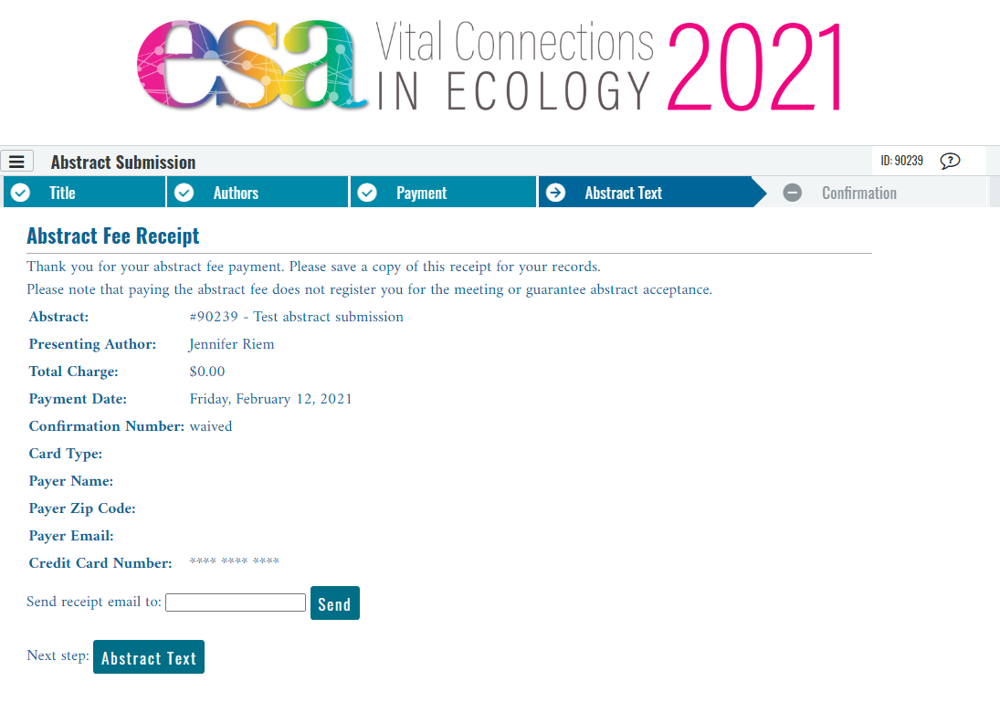 esa Vital Connections
IN ECOLOGY 2021
Abstract Submission ID: 90239 ?
Title Authors Payment Abstract Text Confirmation
Abstract Fee Receipt
Thank you for your abstract fee payment. Please save a copy of this receipt for your records.
Please note that paying the abstract fee does not register you for the meeting or guarantee abstract acceptance.
Abstract: #90239 - Test abstract submission
Presenting Author: Jennifer Riem
Total Charge: $0.00
Payment Date: Friday, February 12, 2021
Confirmation Number: waived
Card Type:
Payer Name:
Payer Zip Code:
Payer Email:
Credit Card Number: **** **** ****
Send receipt email to: Send
Next step: Abstract Text